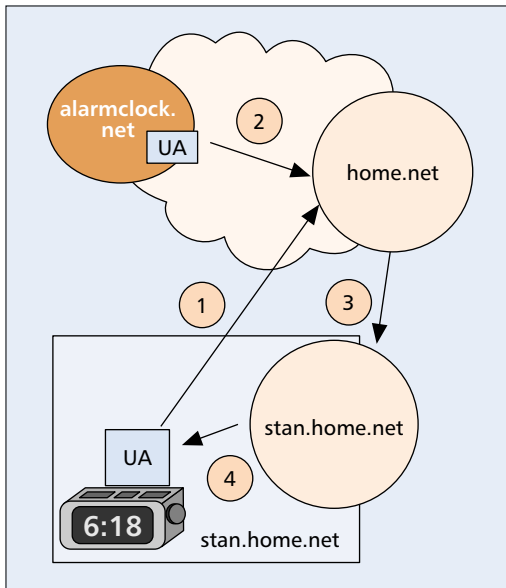 alarmclock.
net
UA
2
home.net
1
3
stan.home.net
UA
4
6:18
stan.home.net